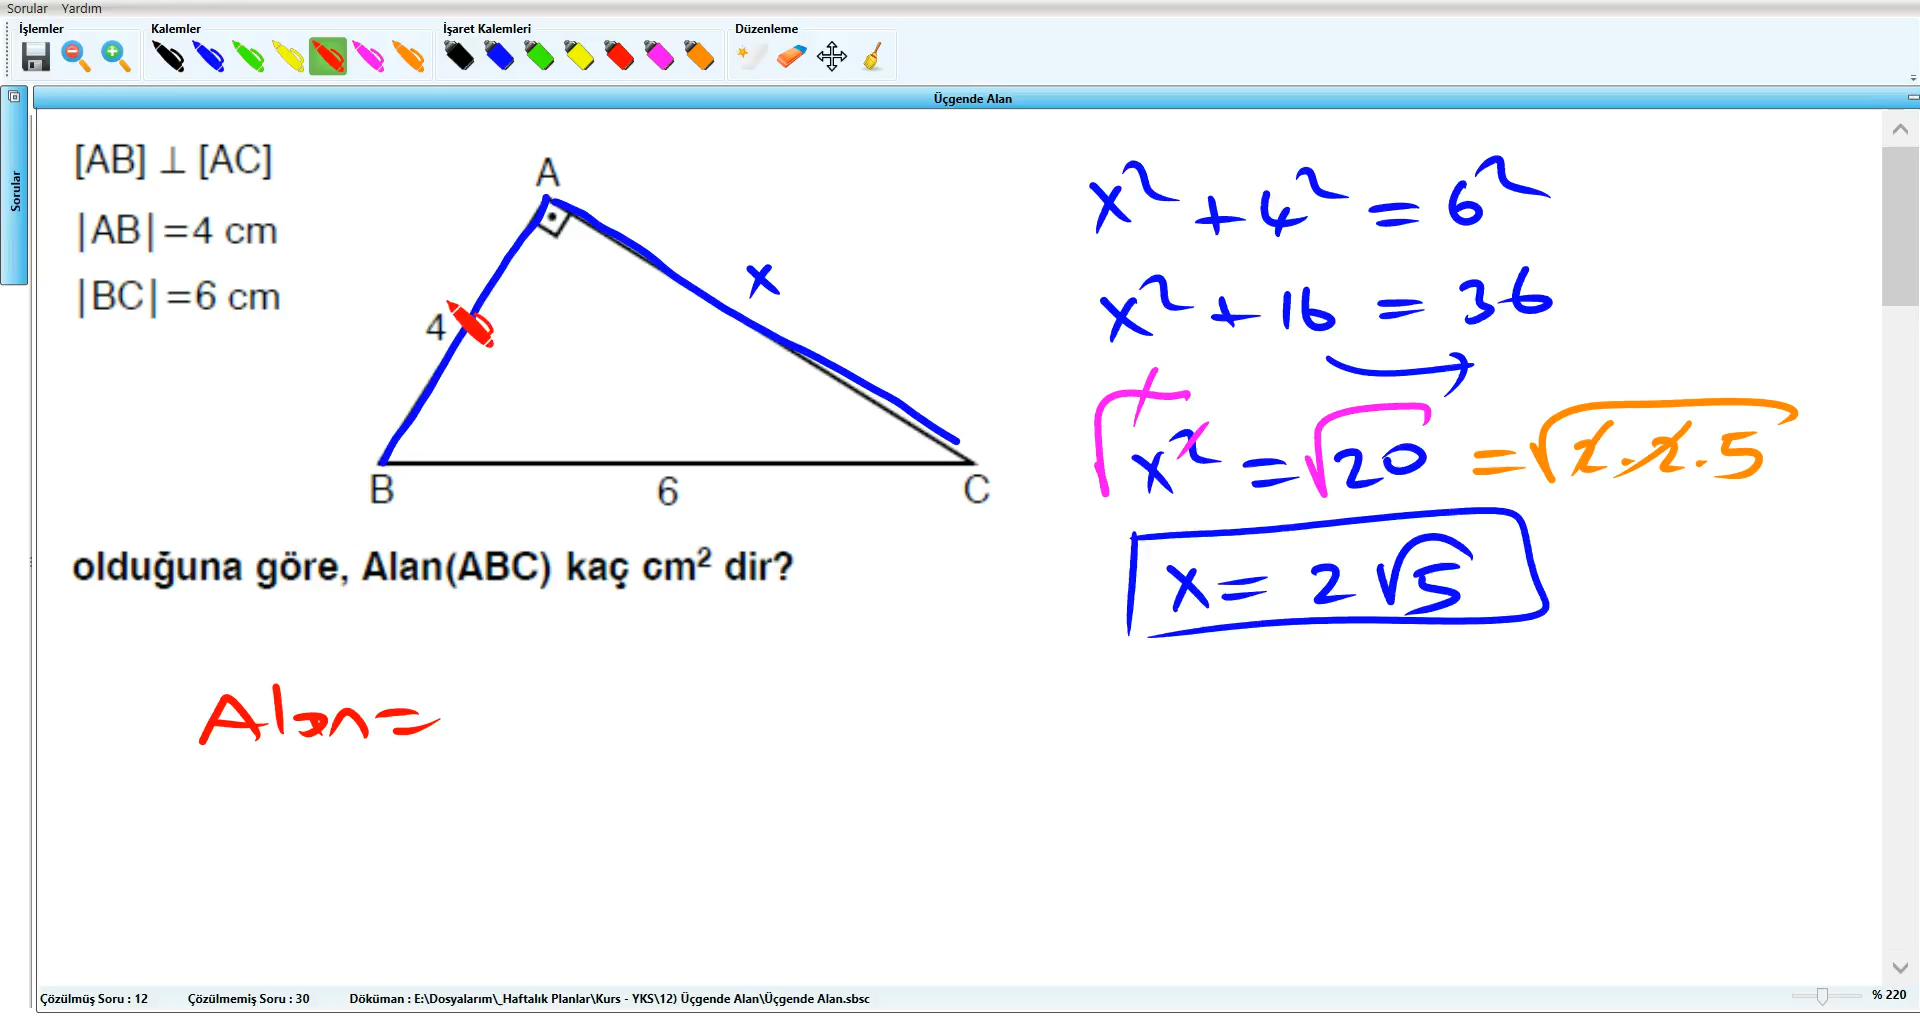 Sorular Yardım
İşlemler Kalemler İşaret Kalemleri Düzenleme
Üçgende Alan
Sorular
[AB] ⊥ [AC]
|AB|=4 cm
|BC|=6 cm
A
x
4
B
6
C
olduğuna göre, Alan(ABC) kaç cm² dir?
Alan=
x² + 4² = 6²
x² + 16 = 36
√x² = √20 = √2.2.5
x = 2√5
Çözülmüş Soru : 12 Çözülmemiş Soru : 30 Döküman : E:\Dosyalarım\_Haftalık Planlar\Kurs - YKS\12) Üçgende Alan\Üçgende Alan.sbsc % 220